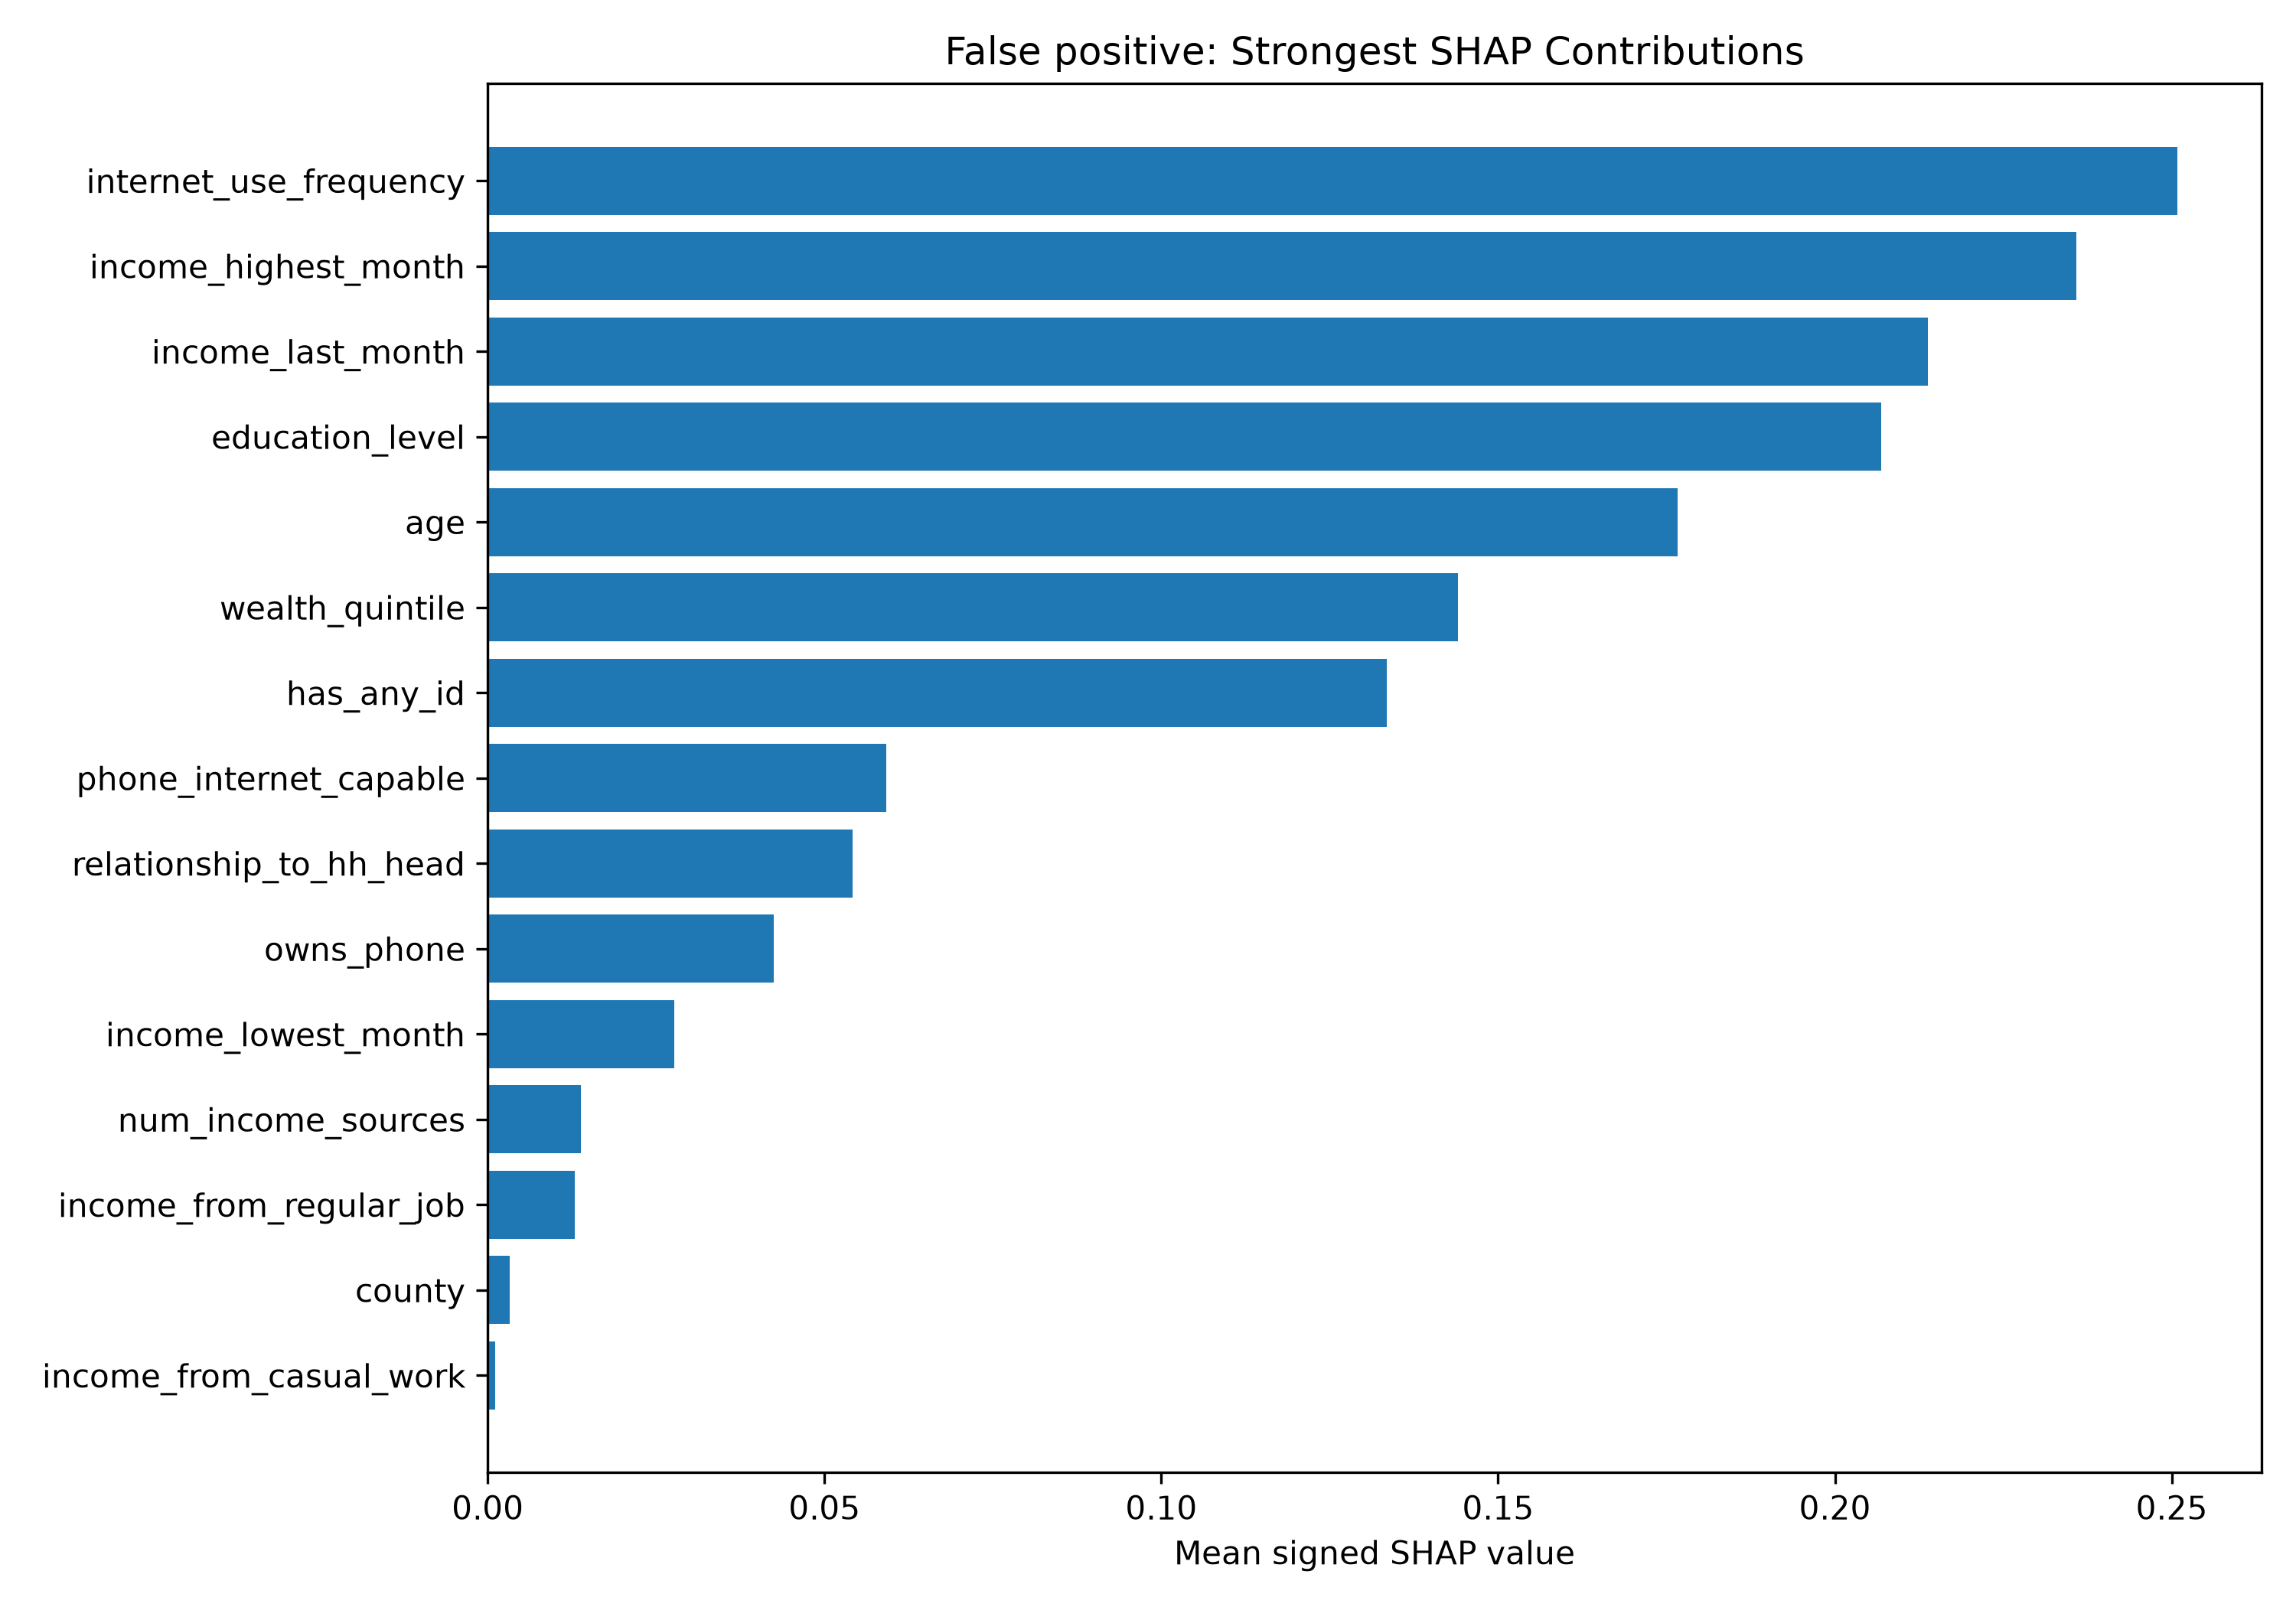 False positive: Strongest SHAP Contributions
internet_use_frequency
income_highest_month
income_last_month
education_level
age
wealth_quintile
has_any_id
phone_internet_capable
relationship_to_hh_head
owns_phone
income_lowest_month
num_income_sources
income_from_regular_job
county
income_from_casual_work
0.00 0.05 0.10 0.15 0.20 0.25
Mean signed SHAP value